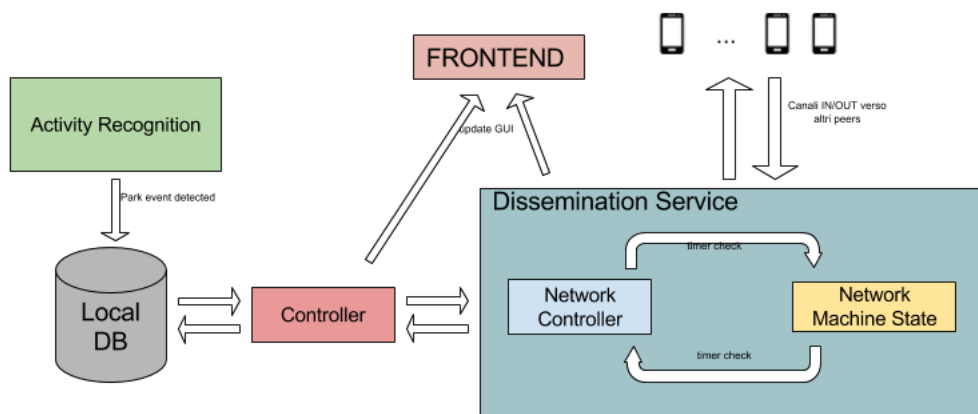 FRONTEND
...
Canali IN/OUT verso
altri peers
Activity Recognition
update GUI
Park event detected
Dissemination Service
timer check
Local
DB
Controller
Network
Controller
Network
Machine State
timer check